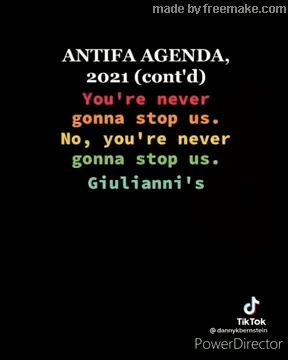 made by freemake.com
ANTIFA AGENDA,
2021 (cont'd)
You're never
gonna stop us.
No, you're never
gonna stop us.
Giulianni's
TikTok
@dannykbernstein
PowerDirector